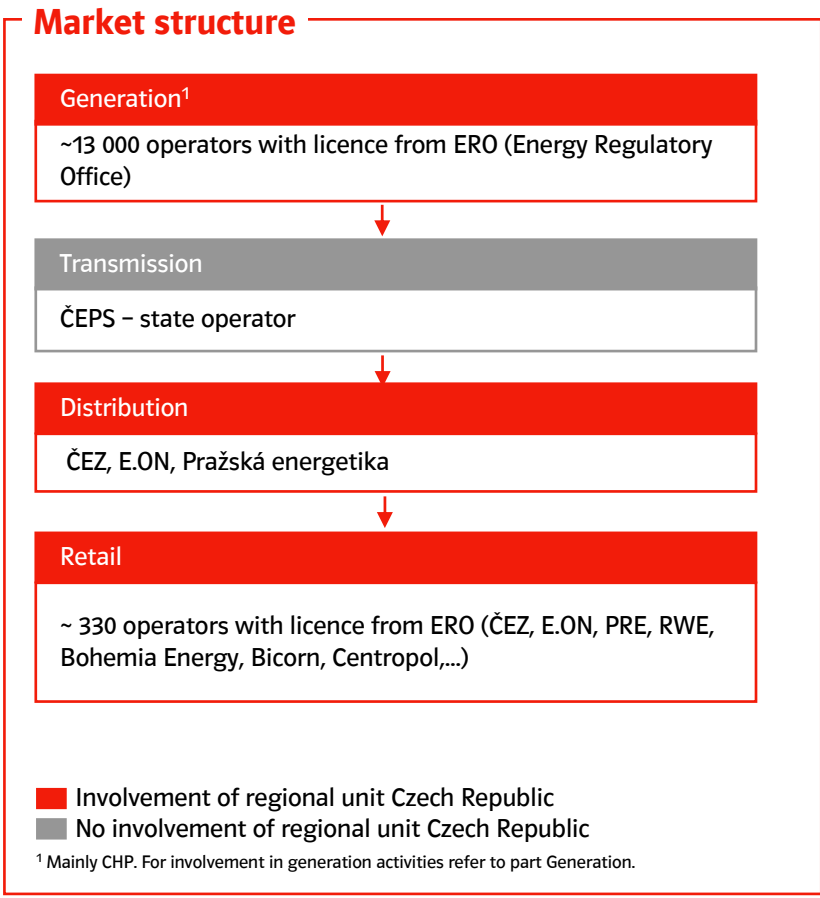 Market structure
Generation¹
~13 000 operators with licence from ERO (Energy Regulatory
Office)
Transmission
ČEPS – state operator
Distribution
ČEZ, E.ON, Pražská energetika
Retail
~ 330 operators with licence from ERO (ČEZ, E.ON, PRE, RWE,
Bohemia Energy, Bicorn, Centropol,...)
Involvement of regional unit Czech Republic
No involvement of regional unit Czech Republic
¹ Mainly CHP. For involvement in generation activities refer to part Generation.